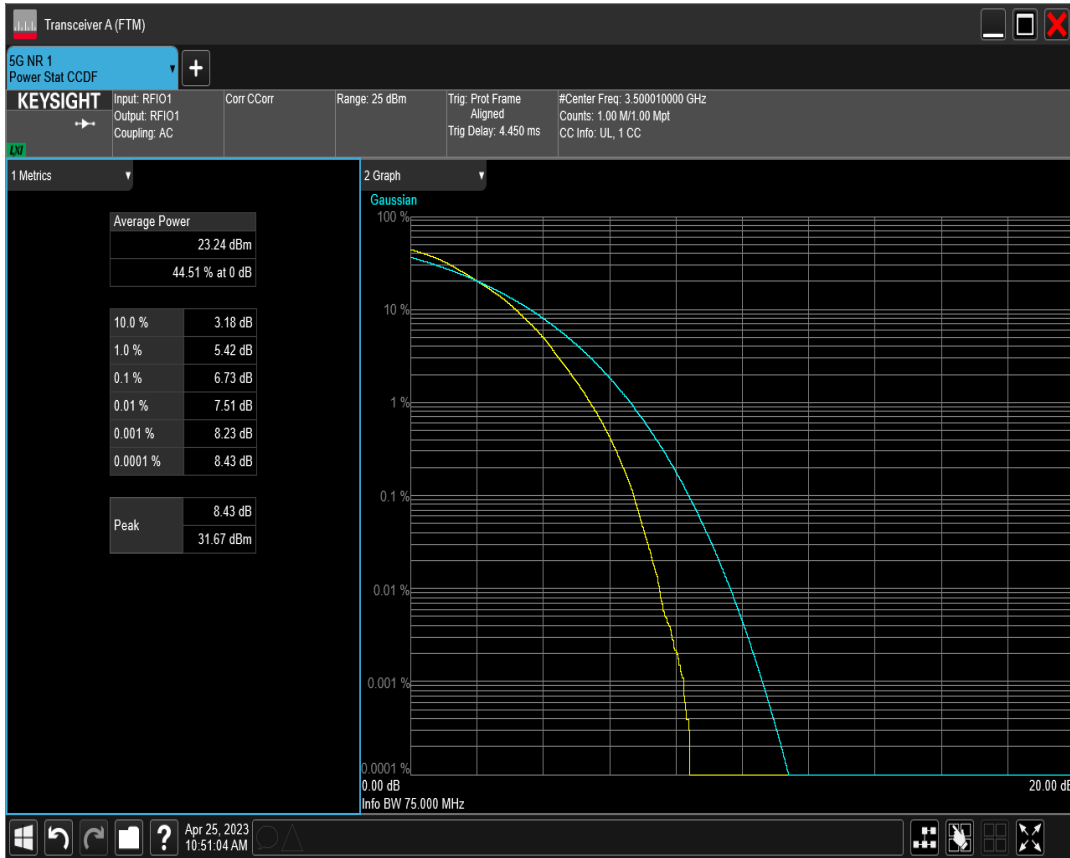 Transceiver A (FTM)
5G NR 1
Power Stat CCDF
+
KEYSIGHT
LXI
Input: RFIO1
Output: RFIO1
Coupling: AC
Corr CCorr
Range: 25 dBm
Trig: Prot Frame
Aligned
Trig Delay: 4.450 ms
#Center Freq: 3.500010000 GHz
Counts: 1.00 M/1.00 Mpt
CC Info: UL, 1 CC
1 Metrics
Average Power
23.24 dBm
44.51 % at 0 dB
10.0 % 3.18 dB
1.0 % 5.42 dB
0.1 % 6.73 dB
0.01 % 7.51 dB
0.001 % 8.23 dB
0.0001 % 8.43 dB
Peak 8.43 dB
31.67 dBm
2 Graph
Gaussian
100 %
10 %
1 %
0.1 %
0.01 %
0.001 %
0.0001 %
0.00 dB 20.00 dB
Info BW 75.000 MHz
?
Apr 25, 2023
10:51:04 AM